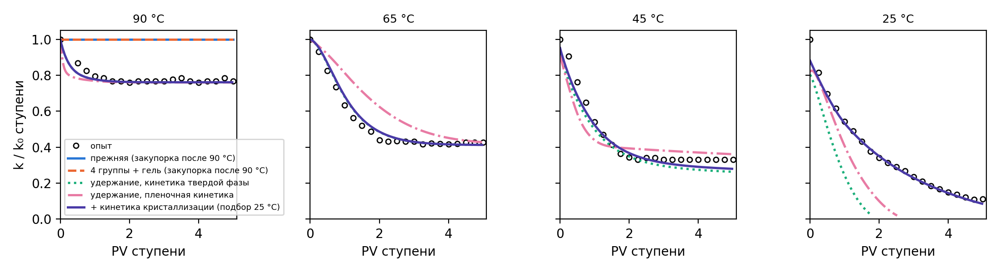 90 °C
65 °C
45 °C
25 °C
k / k₀ ступени
1.0
0.8
0.6
0.4
0.2
0.0
опыт
прежняя (закупорка после 90 °C)
4 группы + гель (закупорка после 90 °C)
удержание, кинетика твердой фазы
удержание, пленочная кинетика
+ кинетика кристаллизации (подбор 25 °C)
0 2 4
0 2 4
0 2 4
0 2 4
PV ступени
PV ступени
PV ступени
PV ступени